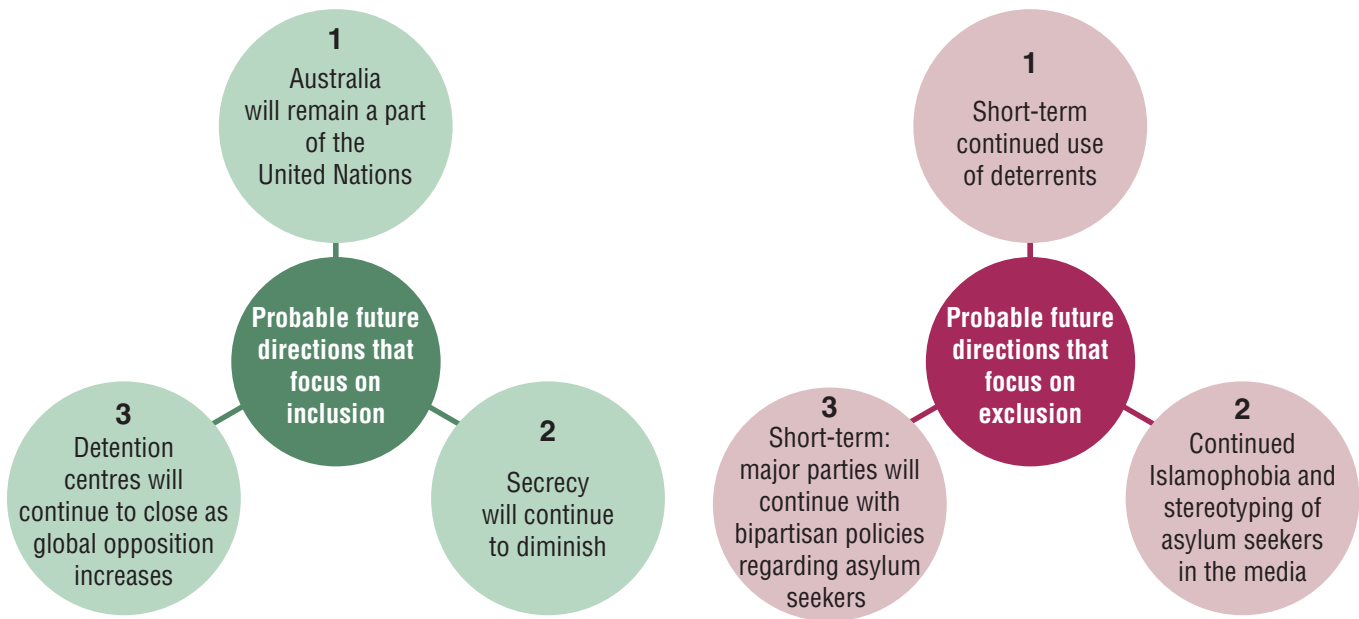 1
Australia
will remain a part
of the
United Nations
Probable future
directions that
focus on
inclusion
2
Secrecy
will continue
to diminish
3
Detention
centres will
continue to close as
global opposition
increases
1
Short-term
continued use
of deterrents
Probable future
directions that
focus on
exclusion
2
Continued
Islamophobia and
stereotyping of
asylum seekers
in the media
3
Short-term:
major parties will
continue with
bipartisan policies
regarding asylum
seekers